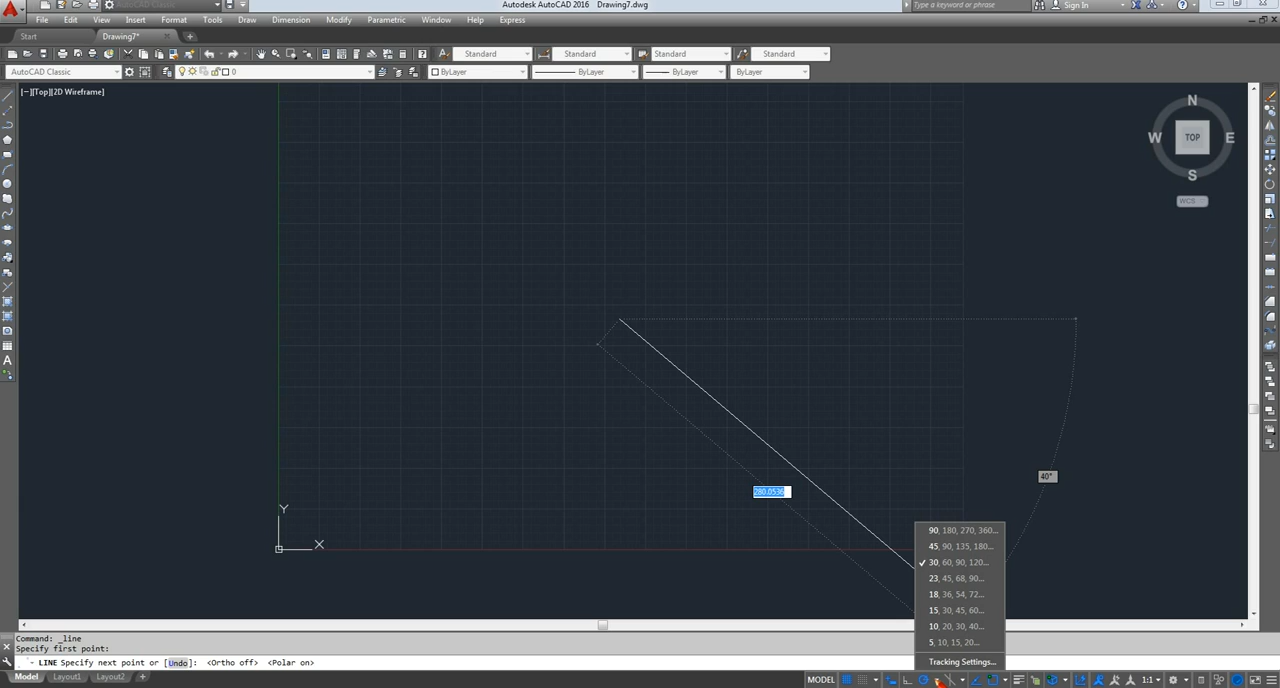 AutoCAD Classic
Autodesk AutoCAD 2016 Drawing7.dwg
Type a keyword or phrase
Sign In
File Edit View Insert Format Tools Draw Dimension Modify Parametric Window Help Express
Start
Drawing7*
Standard
Standard
Standard
Standard
AutoCAD Classic
0
ByLayer
ByLayer
ByLayer
ByLayer
[−][Top][2D Wireframe]
N
W
TOP
E
S
WCS
40°
280.0536
Y
X
90, 180, 270, 360...
45, 90, 135, 180...
30, 60, 90, 120...
23, 45, 68, 90...
18, 36, 54, 72...
15, 30, 45, 60...
10, 20, 30, 40...
5, 10, 15, 20...
Tracking Settings...
Command: _line
Specify first point:
LINE Specify next point or [Undo]: <Ortho off> <Polar on>
Model
Layout1
Layout2
MODEL
1:1